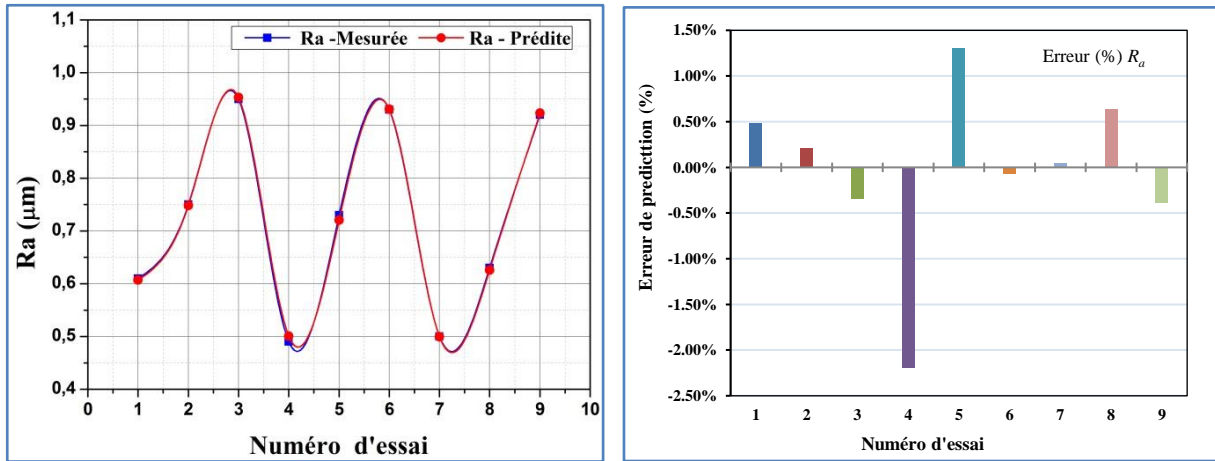 1,1
1,0
0,9
0,8
0,7
0,6
0,5
0,4
Ra (µm)
Ra -Mesurée Ra - Prédite
0 1 2 3 4 5 6 7 8 9 10
Numéro d'essai
1.50%
1.00%
0.50%
0.00%
-0.50%
-1.00%
-1.50%
-2.00%
-2.50%
Erreur de predicttion (%)
Erreur (%) Ra
1 2 3 4 5 6 7 8 9
Numéro d'essai